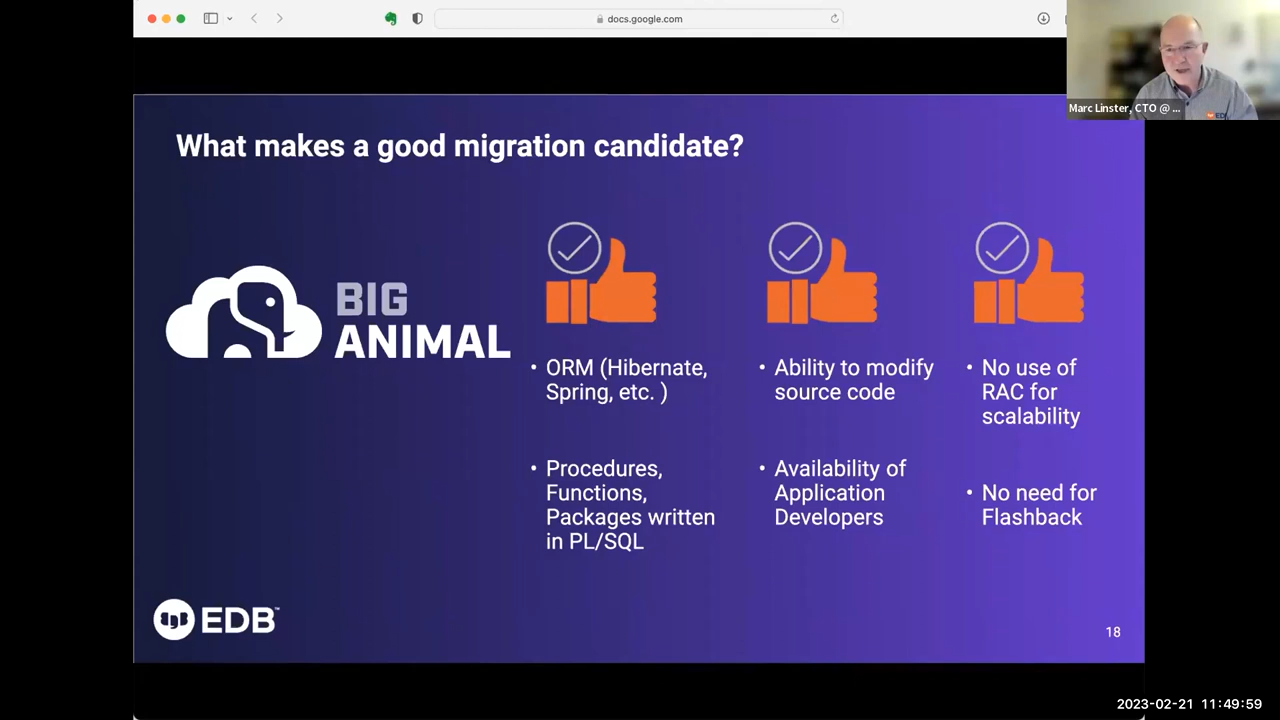 docs.google.com
Marc Linster, CTO @ ...
What makes a good migration candidate?
BIG
ANIMAL
• ORM (Hibernate,
Spring, etc. )
• Procedures,
Functions,
Packages written
in PL/SQL
• Ability to modify
source code
• Availability of
Application
Developers
• No use of
RAC for
scalability
• No need for
Flashback
EDB™
18
2023-02-21 11:49:59